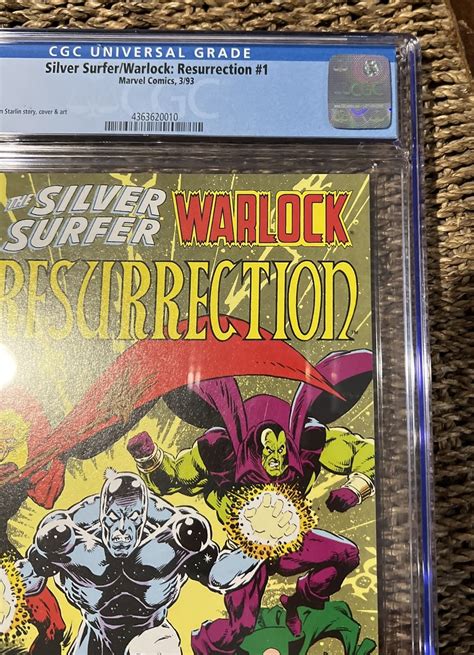 CGC UNIVERSAL GRADE
Silver Surfer/Warlock: Resurrection #1
Marvel Comics, 3/93
n Starlin story, cover & art
4363620010
CGC
THE
SILVER
SURFER
WARLOCK
RESURRECTION